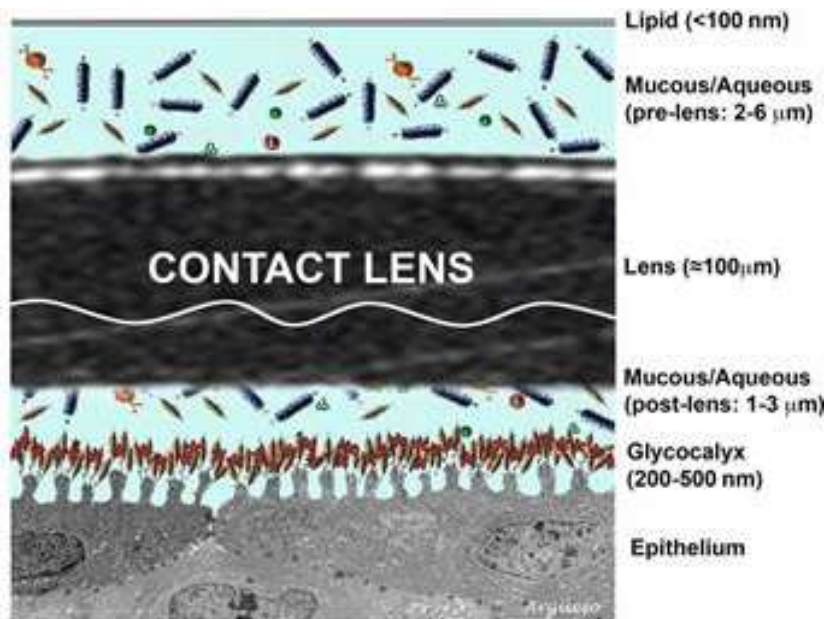 Lipid (<100 nm)
Mucous/Aqueous
(pre-lens: 2-6 μm)
CONTACT LENS
Lens (≈100μm)
Mucous/Aqueous
(post-lens: 1-3 μm)
Glycocalyx
(200-500 nm)
Epithelium